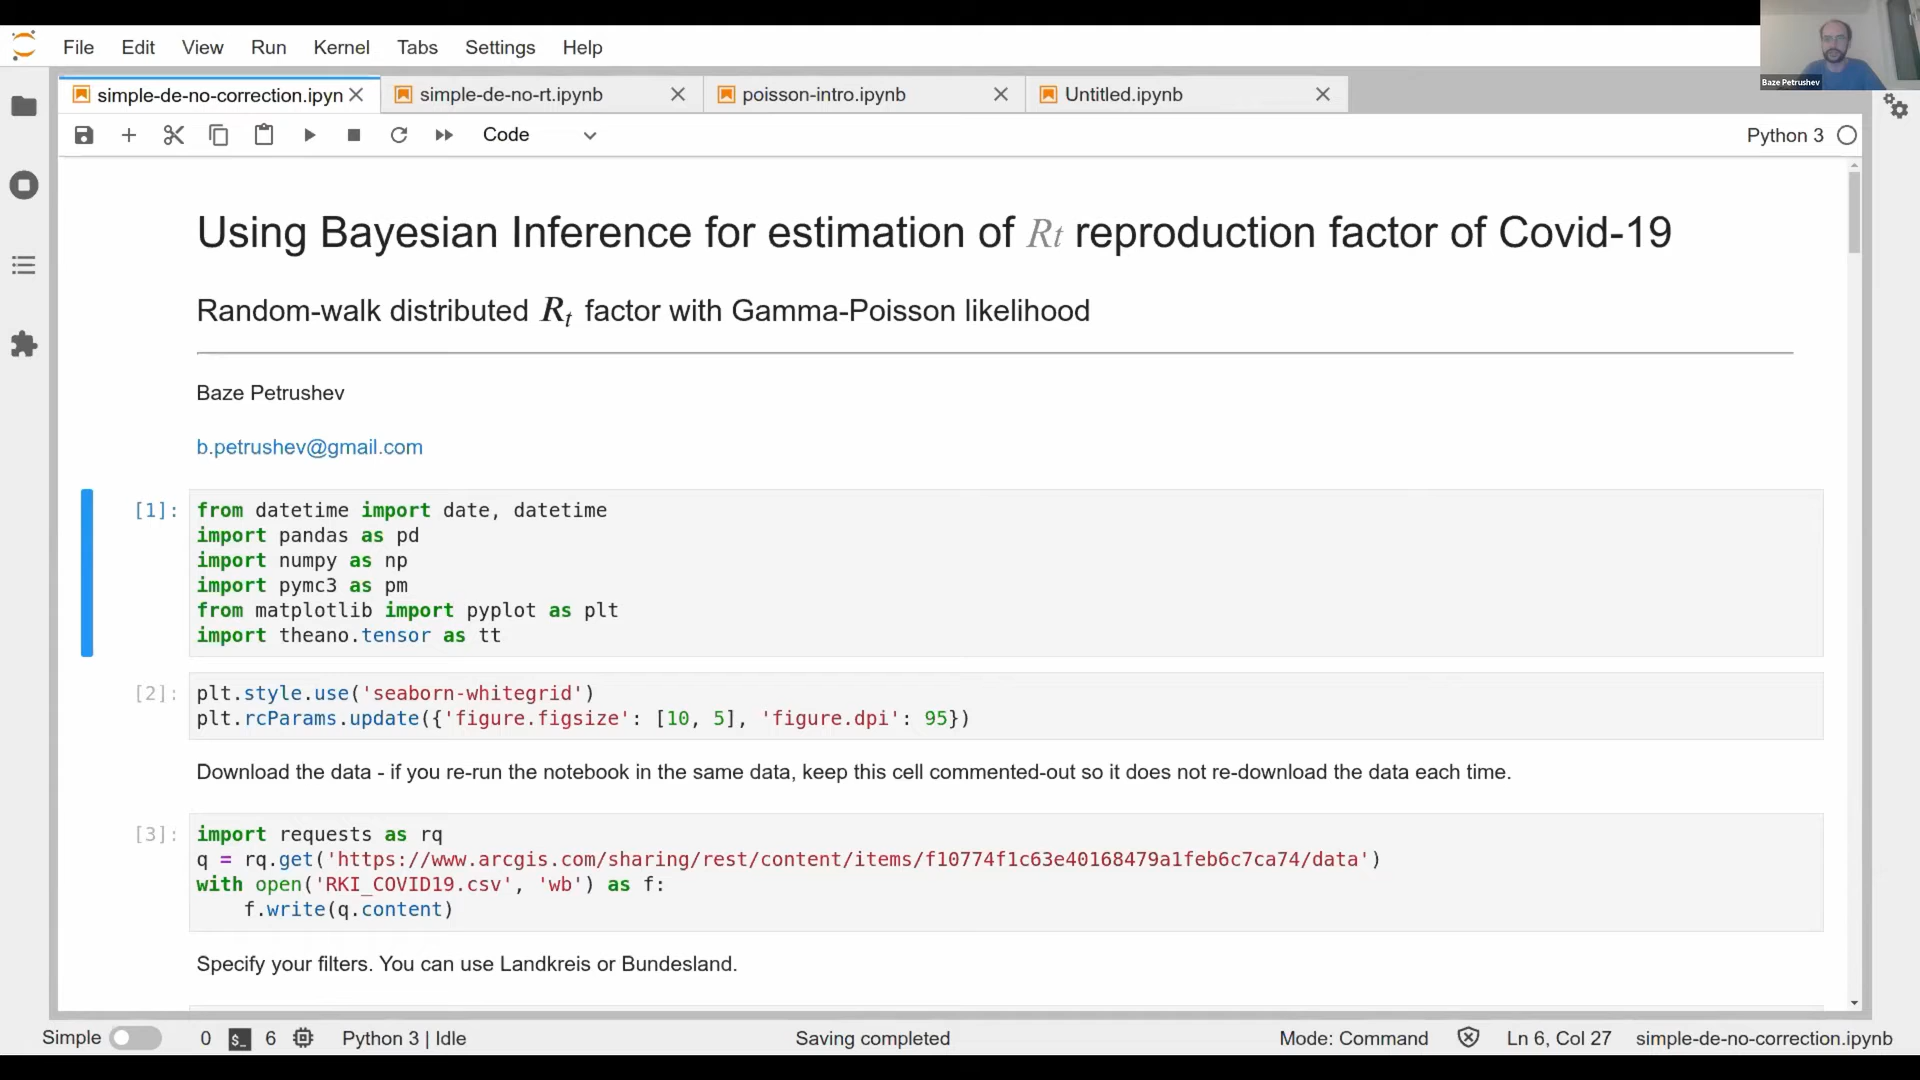 File Edit View Run Kernel Tabs Settings Help
Baze Petrushev
simple-de-no-correction.ipyn simple-de-no-rt.ipynb poisson-intro.ipynb Untitled.ipynb
Code Python 3
Using Bayesian Inference for estimation of Rt reproduction factor of Covid-19
Random-walk distributed Rt factor with Gamma-Poisson likelihood
Baze Petrushev
b.petrushev@gmail.com
[1]: from datetime import date, datetime
import pandas as pd
import numpy as np
import pymc3 as pm
from matplotlib import pyplot as plt
import theano.tensor as tt
[2]: plt.style.use('seaborn-whitegrid')
plt.rcParams.update({'figure.figsize': [10, 5], 'figure.dpi': 95})
Download the data - if you re-run the notebook in the same data, keep this cell commented-out so it does not re-download the data each time.
[3]: import requests as rq
q = rq.get('https://www.arcgis.com/sharing/rest/content/items/f10774f1c63e40168479a1feb6c7ca74/data')
with open('RKI_COVID19.csv', 'wb') as f:
    f.write(q.content)
Specify your filters. You can use Landkreis or Bundesland.
Simple 0 $_ 6 Python 3 | Idle Saving completed Mode: Command Ln 6, Col 27 simple-de-no-correction.ipynb